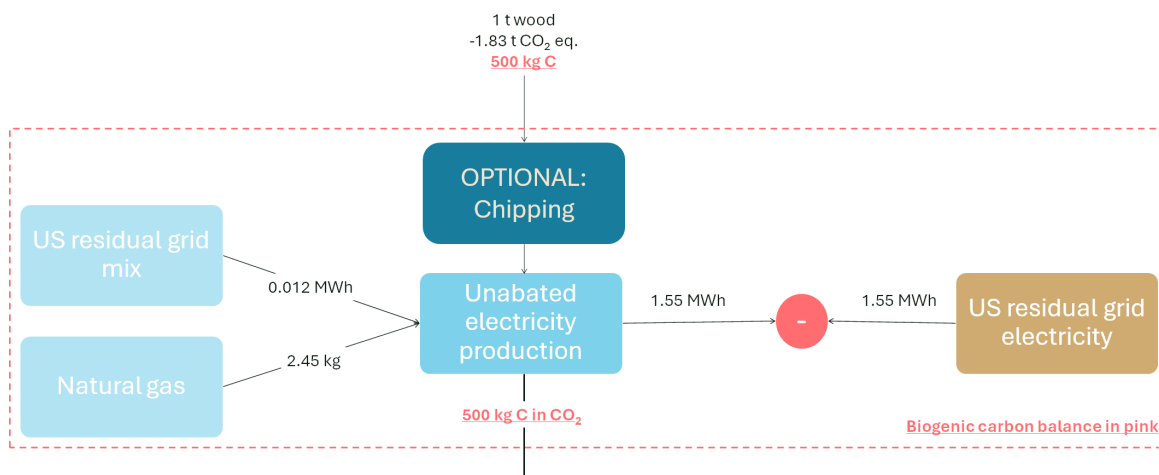 1 t wood
-1.83 t CO₂ eq.
500 kg C
OPTIONAL:
Chipping
US residual grid
mix
0.012 MWh
Unabated
electricity
production
1.55 MWh
-
1.55 MWh
US residual grid
electricity
Natural gas
2.45 kg
500 kg C in CO₂
Biogenic carbon balance in pink